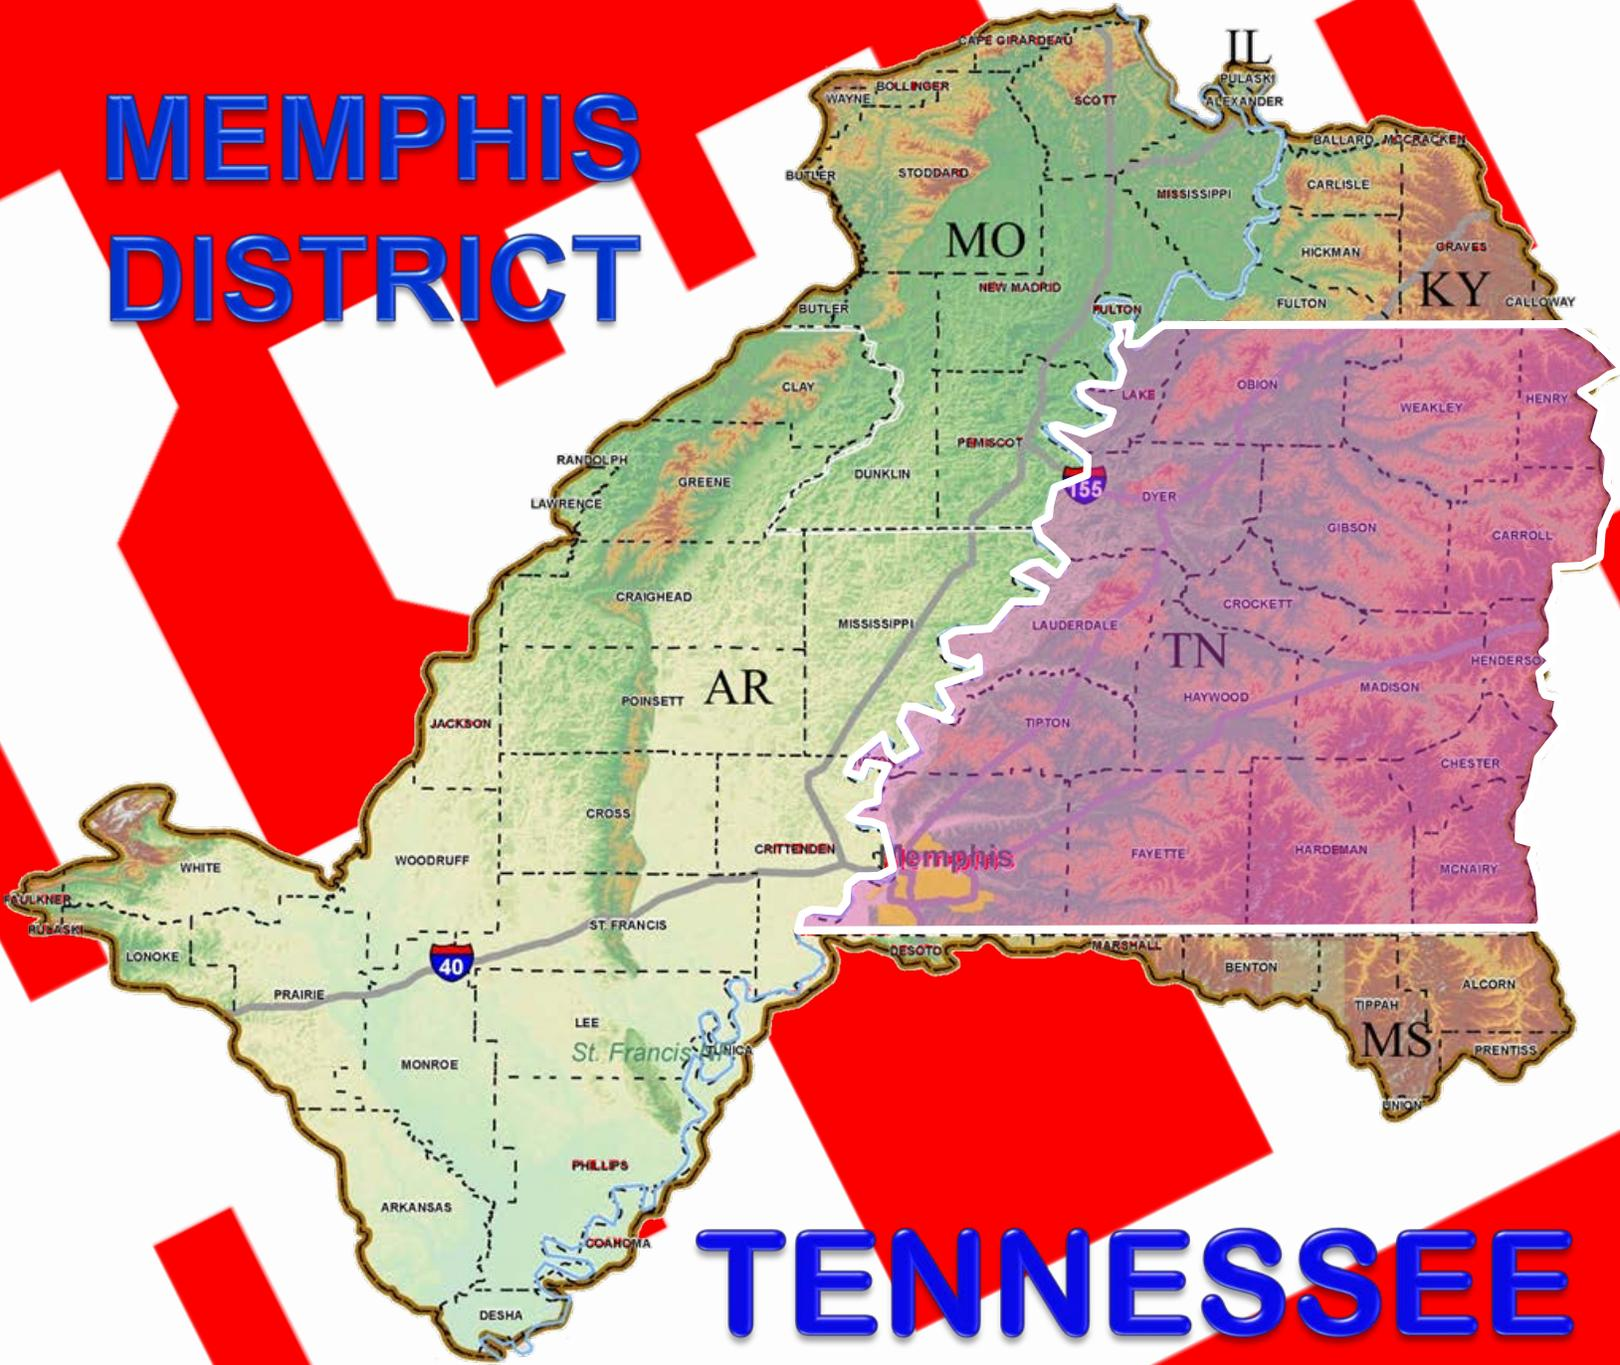 MEMPHIS
DISTRICT
CAPE GIRARDEAU
IL
PULASKI
ALEXANDER
BOLLINGER
WAYNE
SCOTT
BALLARD
MCCRACKEN
BUTLER
STODDARD
MISSISSIPPI
CARLISLE
MO
HICKMAN
GRAVES
NEW MADRID
KY
BUTLER
FULTON
FULTON
CALLOWAY
CLAY
LAKE
OBION
WEAKLEY
HENRY
RANDOLPH
PEMISCOT
GREENE
DUNKLIN
155
LAWRENCE
DYER
GIBSON
CARROLL
CRAIGHEAD
MISSISSIPPI
LAUDERDALE
CROCKETT
TN
HENDERSO
POINSETT
AR
HAYWOOD
MADISON
JACKSON
TIPTON
CHESTER
CROSS
WHITE
WOODRUFF
CRITTENDEN
Memphis
FAYETTE
HARDEMAN
MCNAIRY
FAULKNER
PULASKI
ST. FRANCIS
LONOKE
40
DESOTO
MARSHALL
BENTON
PRAIRIE
TIPPAH
ALCORN
LEE
MS
St. Francis
TUNICA
PRENTISS
MONROE
UNION
PHILLIPS
ARKANSAS
COAHOMA
DESHA
TENNESSEE